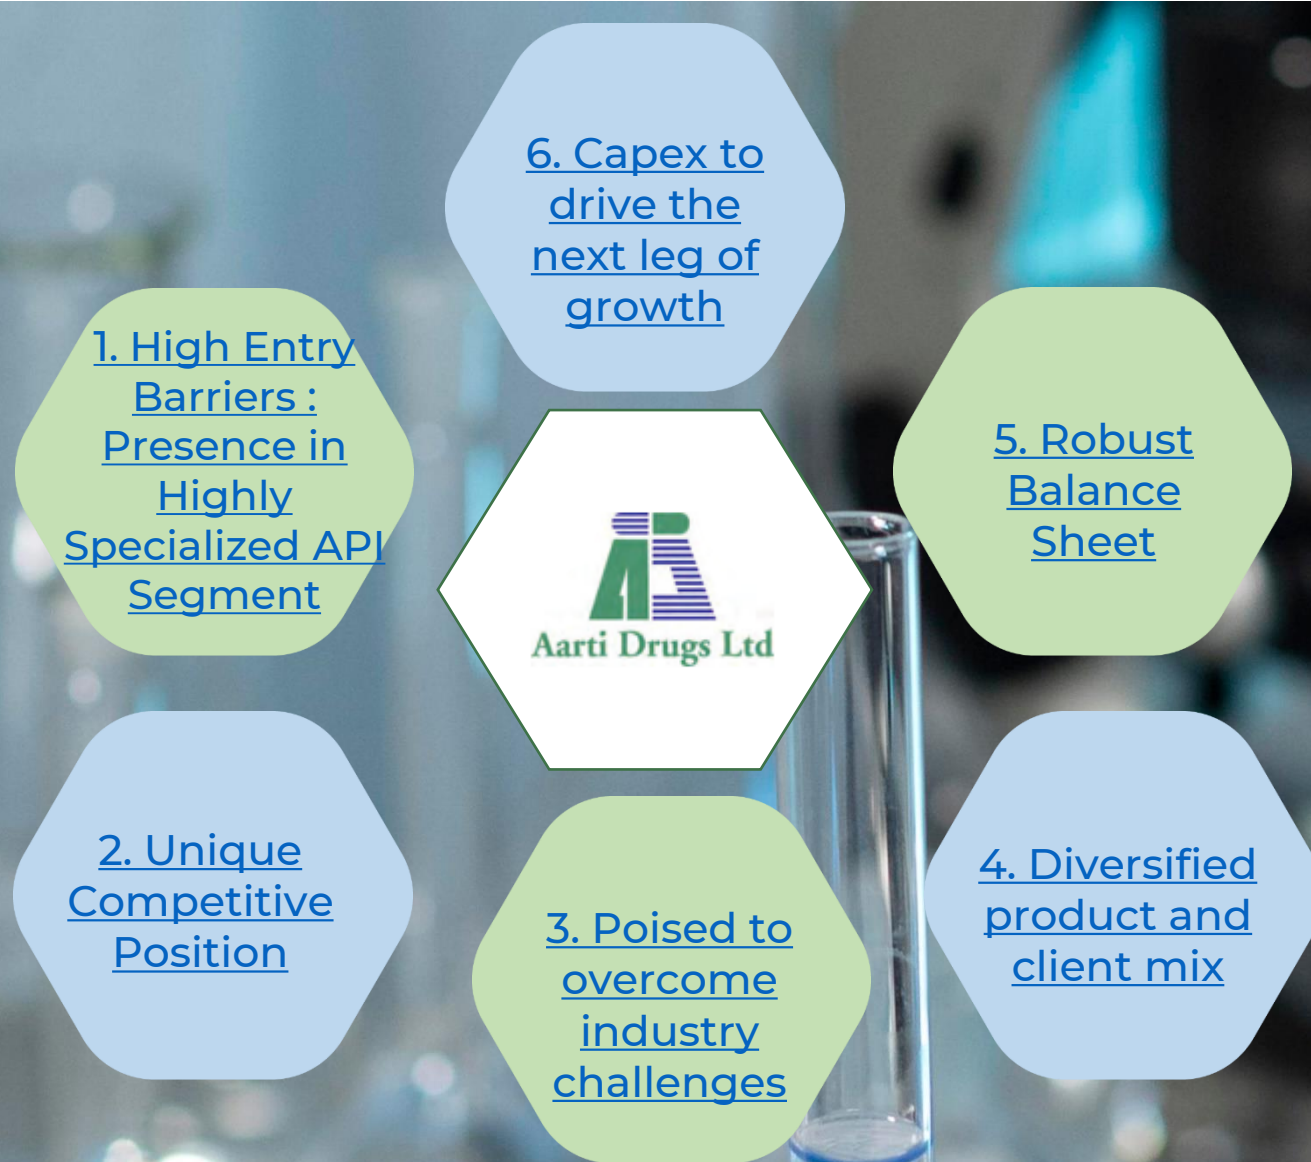 6. Capex to
drive the
next leg of
growth
1. High Entry
Barriers :
Presence in
Highly
Specialized API
Segment
5. Robust
Balance
Sheet
Aarti Drugs Ltd
2. Unique
Competitive
Position
3. Poised to
overcome
industry
challenges
4. Diversified
product and
client mix